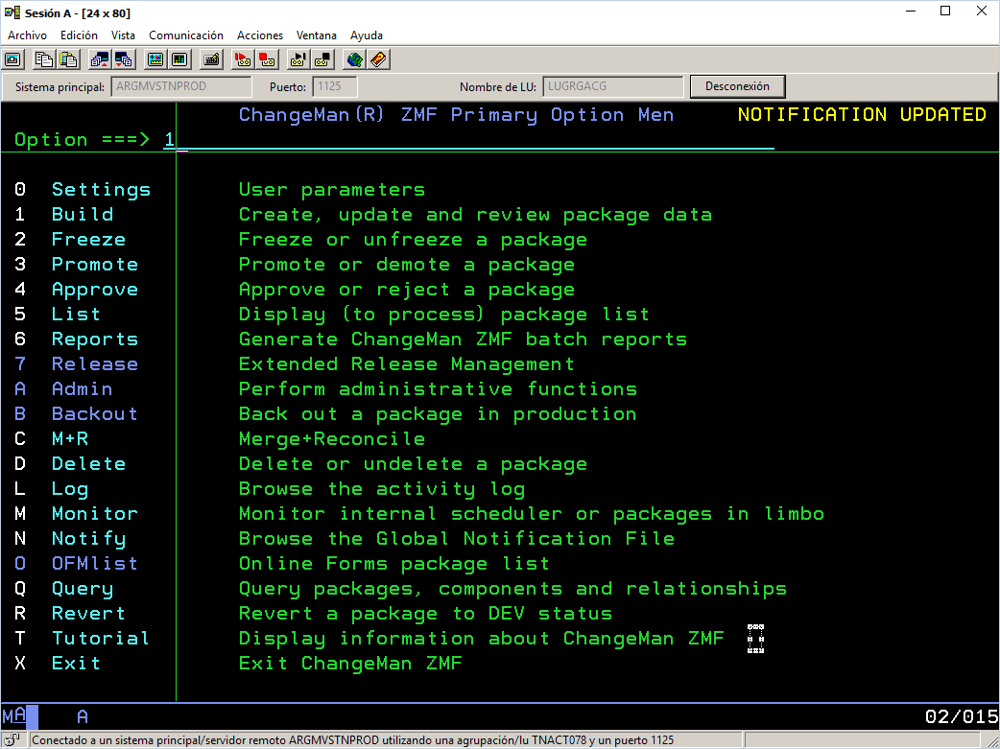 Sesión A - [24 x 80]
Archivo Edición Vista Comunicación Acciones Ventana Ayuda
Sistema principal: ARGMVSTNPROD Puerto: 1125 Nombre de LU: LUGRGACG Desconexión
ChangeMan(R) ZMF Primary Option Men NOTIFICATION UPDATED
Option ===> 1
0 Settings User parameters
1 Build Create, update and review package data
2 Freeze Freeze or unfreeze a package
3 Promote Promote or demote a package
4 Approve Approve or reject a package
5 List Display (to process) package list
6 Reports Generate ChangeMan ZMF batch reports
7 Release Extended Release Management
A Admin Perform administrative functions
B Backout Back out a package in production
C M+R Merge+Reconcile
D Delete Delete or undelete a package
L Log Browse the activity log
M Monitor Monitor internal scheduler or packages in limbo
N Notify Browse the Global Notification File
O OFMlist Online Forms package list
Q Query Query packages, components and relationships
R Revert Revert a package to DEV status
T Tutorial Display information about ChangeMan ZMF
X Exit Exit ChangeMan ZMF
MA A 02/015
Conectado a un sistema principal/servidor remoto ARGMVSTNPROD utilizando una agrupación/lu TNACT078 y un puerto 1125